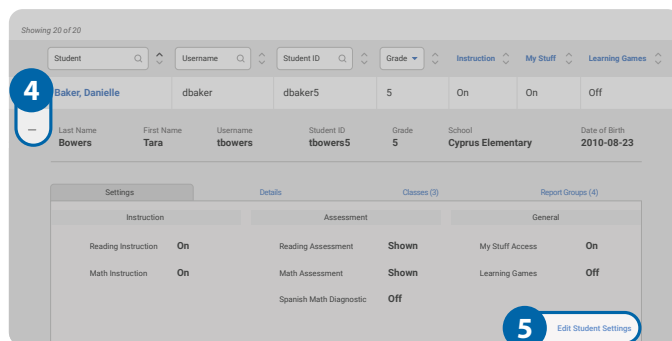 Showing 20 of 20
Student Username Student ID Grade Instruction My Stuff Learning Games
4
Baker, Danielle dbaker dbaker5 5 On On Off
Last Name First Name Username Student ID Grade School Date of Birth
Bowers Tara tbowers tbowers5 5 Cyprus Elementary 2010-08-23
Settings Details Classes (3) Report Groups (4)
Instruction Assessment General
Reading Instruction On Reading Assessment Shown My Stuff Access On
Math Instruction On Math Assessment Shown Learning Games Off
Spanish Math Diagnostic Off
5 Edit Student Settings